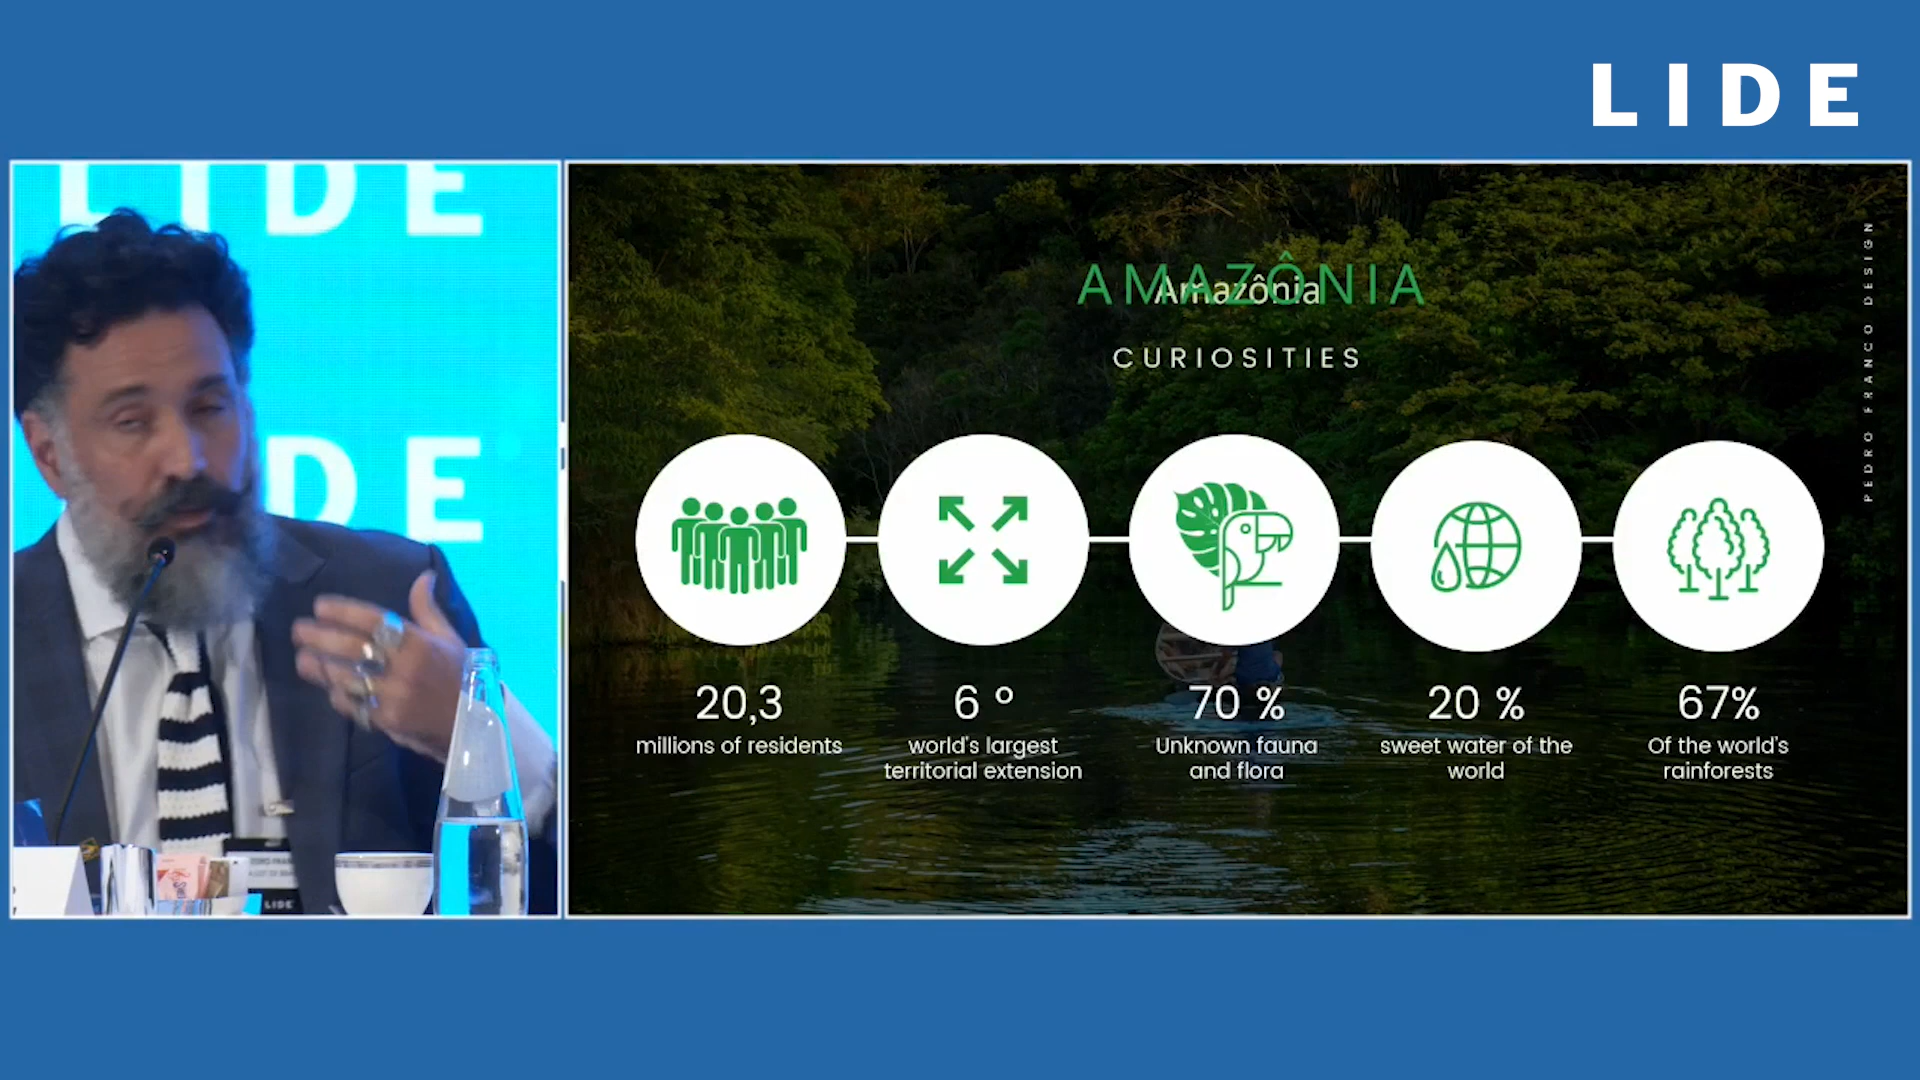 LIDE
LIDE
DE
PEDRO FRANCO DESIGN
AMAZÔNIA
Amazônia
CURIOSITIES
20,3
millions of residents
6 º
world's largest
territorial extension
70 %
Unknown fauna
and flora
20 %
sweet water of the
world
67%
Of the world's
rainforests
LIDE